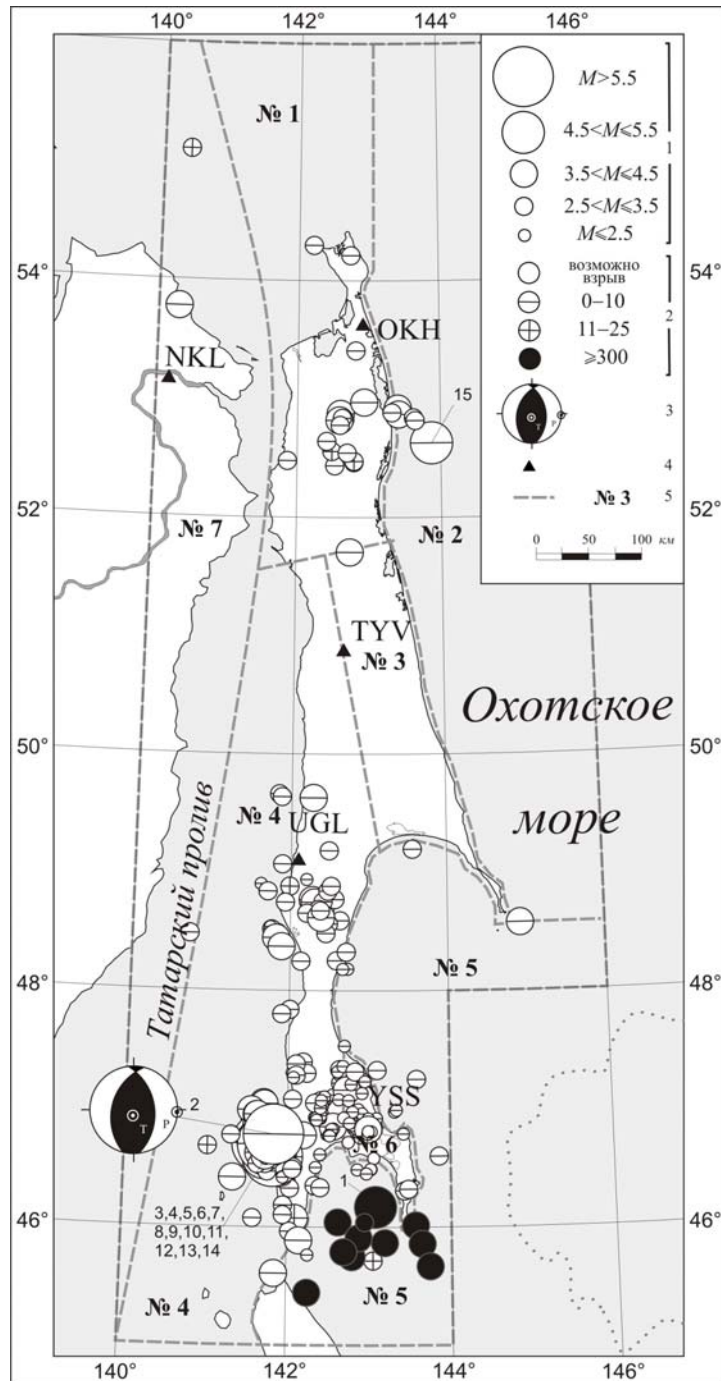 140° 142° 144° 146°
№ 1
M>5.5
4.5<M⩽5.5
3.5<M⩽4.5
2.5<M⩽3.5
M⩽2.5
1
возможно
взрыв
0–10
11–25
⩾300
2
T P
3
4
№ 3 5
0 50 100 км
54° 54°
OKH
NKL
15
52° 52°
№ 7
№ 2
TYV
№ 3
Охотское
море
50° 50°
№ 4
UGL
Татарский пролив
48° 48°
№ 5
YSS
2
T P
№ 6
1
3,4,5,6,7,
8,9,10,11,
12,13,14
46° 46°
№ 4
№ 5
140° 142° 144° 146°